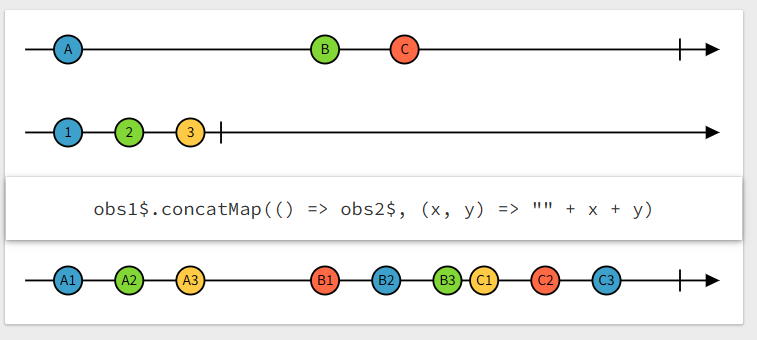 A B C
1 2 3
obs1$.concatMap(() => obs2$, (x, y) => "" + x + y)
A1 A2 A3 B1 B2 B3 C1 C2 C3